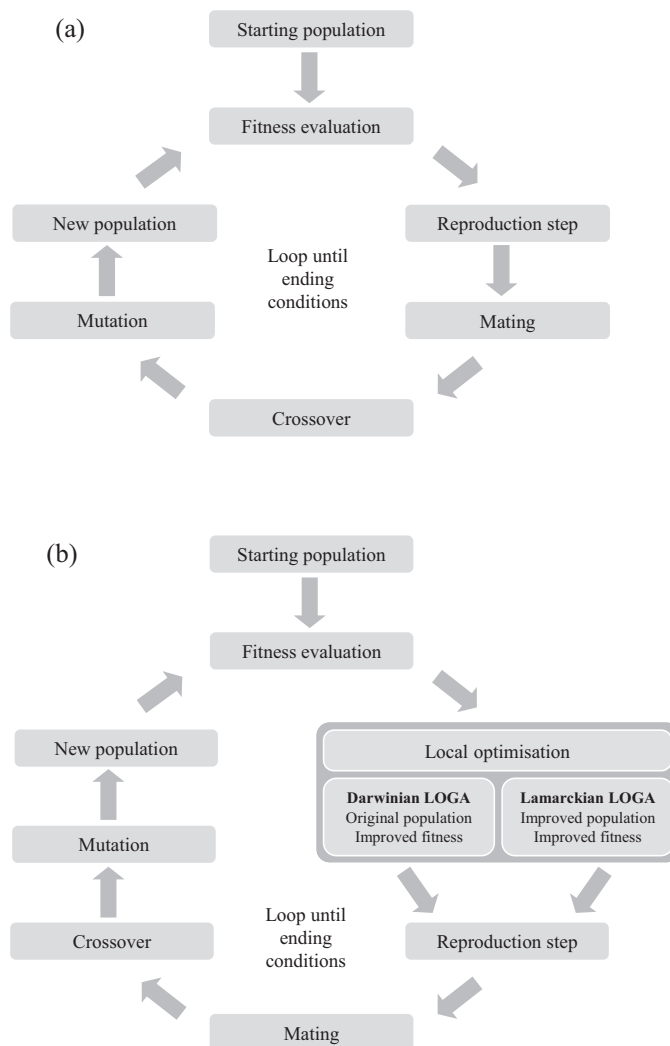 (a)
Starting population
Fitness evaluation
New population
Reproduction step
Loop until
ending
conditions
Mutation
Mating
Crossover
(b)
Starting population
Fitness evaluation
New population
Local optimisation
Darwinian LOGA
Original population
Improved fitness
Lamarckian LOGA
Improved population
Improved fitness
Mutation
Loop until
ending
conditions
Crossover
Reproduction step
Mating